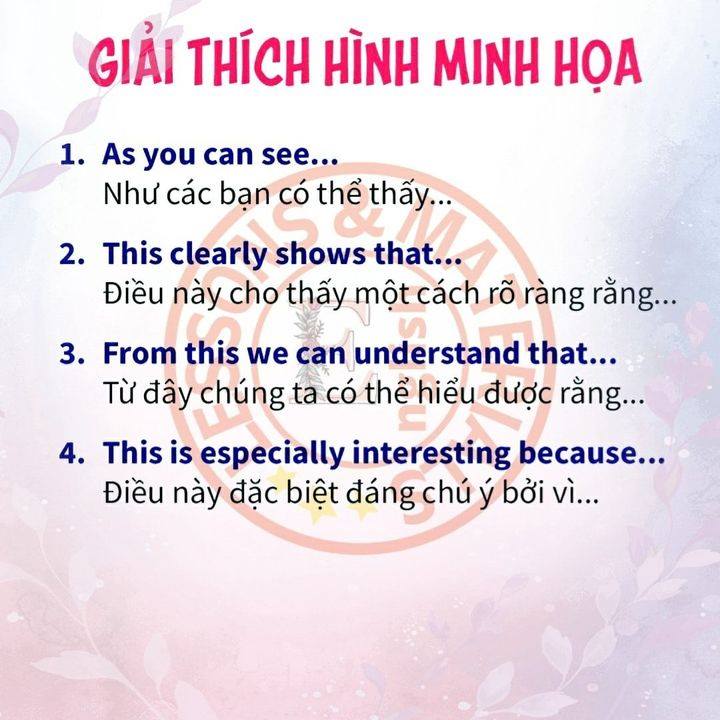 GIẢI THÍCH HÌNH MINH HỌA
1. As you can see...
Như các bạn có thể thấy...
2. This clearly shows that...
Điều này cho thấy một cách rõ ràng rằng...
3. From this we can understand that...
Từ đây chúng ta có thể hiểu được rằng...
4. This is especially interesting because...
Điều này đặc biệt đáng chú ý bởi vì...
LESSONS & MATERIALS
E
English